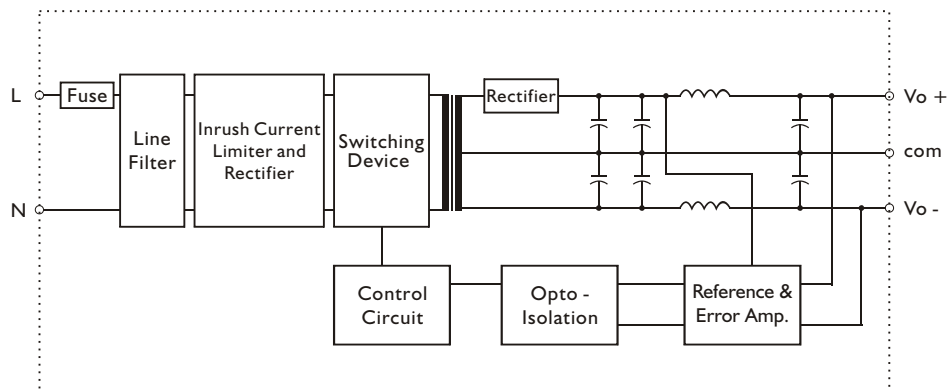 L
Fuse
Line
Filter
Inrush Current
Limiter and
Rectifier
Switching
Device
Rectifier
Vo +
com
N
Vo -
Control
Circuit
Opto -
Isolation
Reference &
Error Amp.